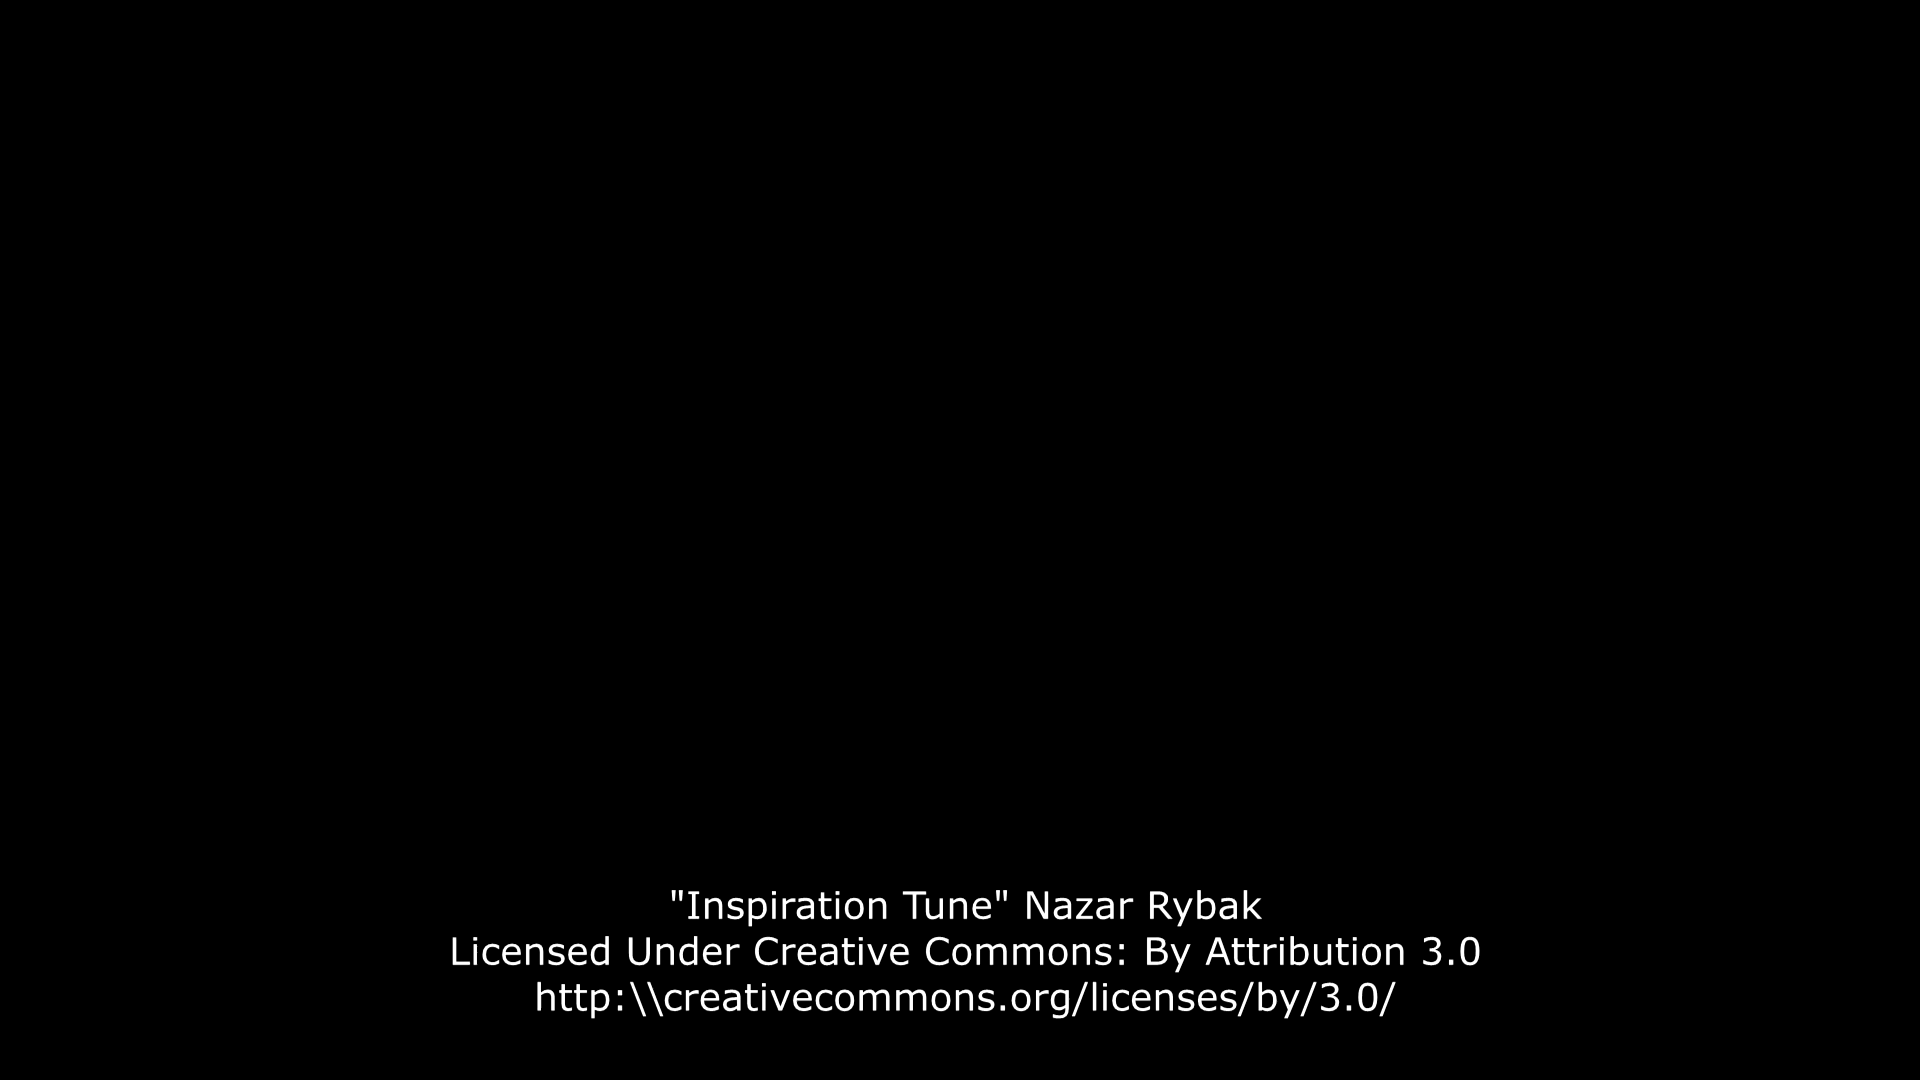 "Inspiration Tune" Nazar Rybak
Licensed Under Creative Commons: By Attribution 3.0
http:\\creativecommons.org/licenses/by/3.0/